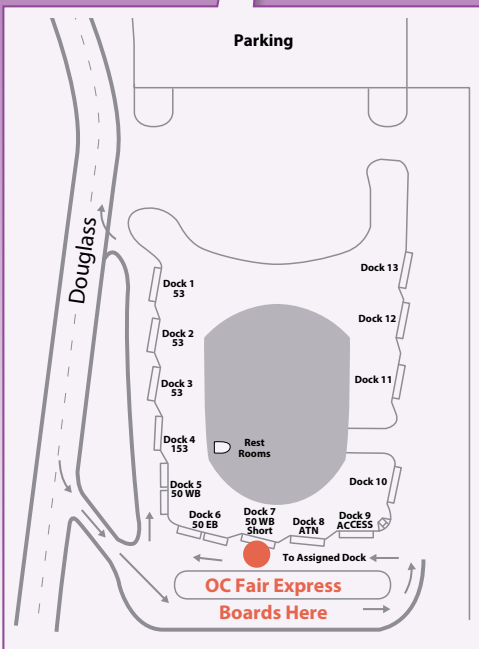 Parking
Douglass
Dock 13
Dock 1
53
Dock 12
Dock 2
53
Dock 11
Dock 3
53
Dock 4
153
Rest
Rooms
Dock 10
Dock 5
50 WB
Dock 6
50 EB
Dock 7
50 WB
Short
Dock 8
ATN
Dock 9
ACCESS
To Assigned Dock
OC Fair Express
Boards Here